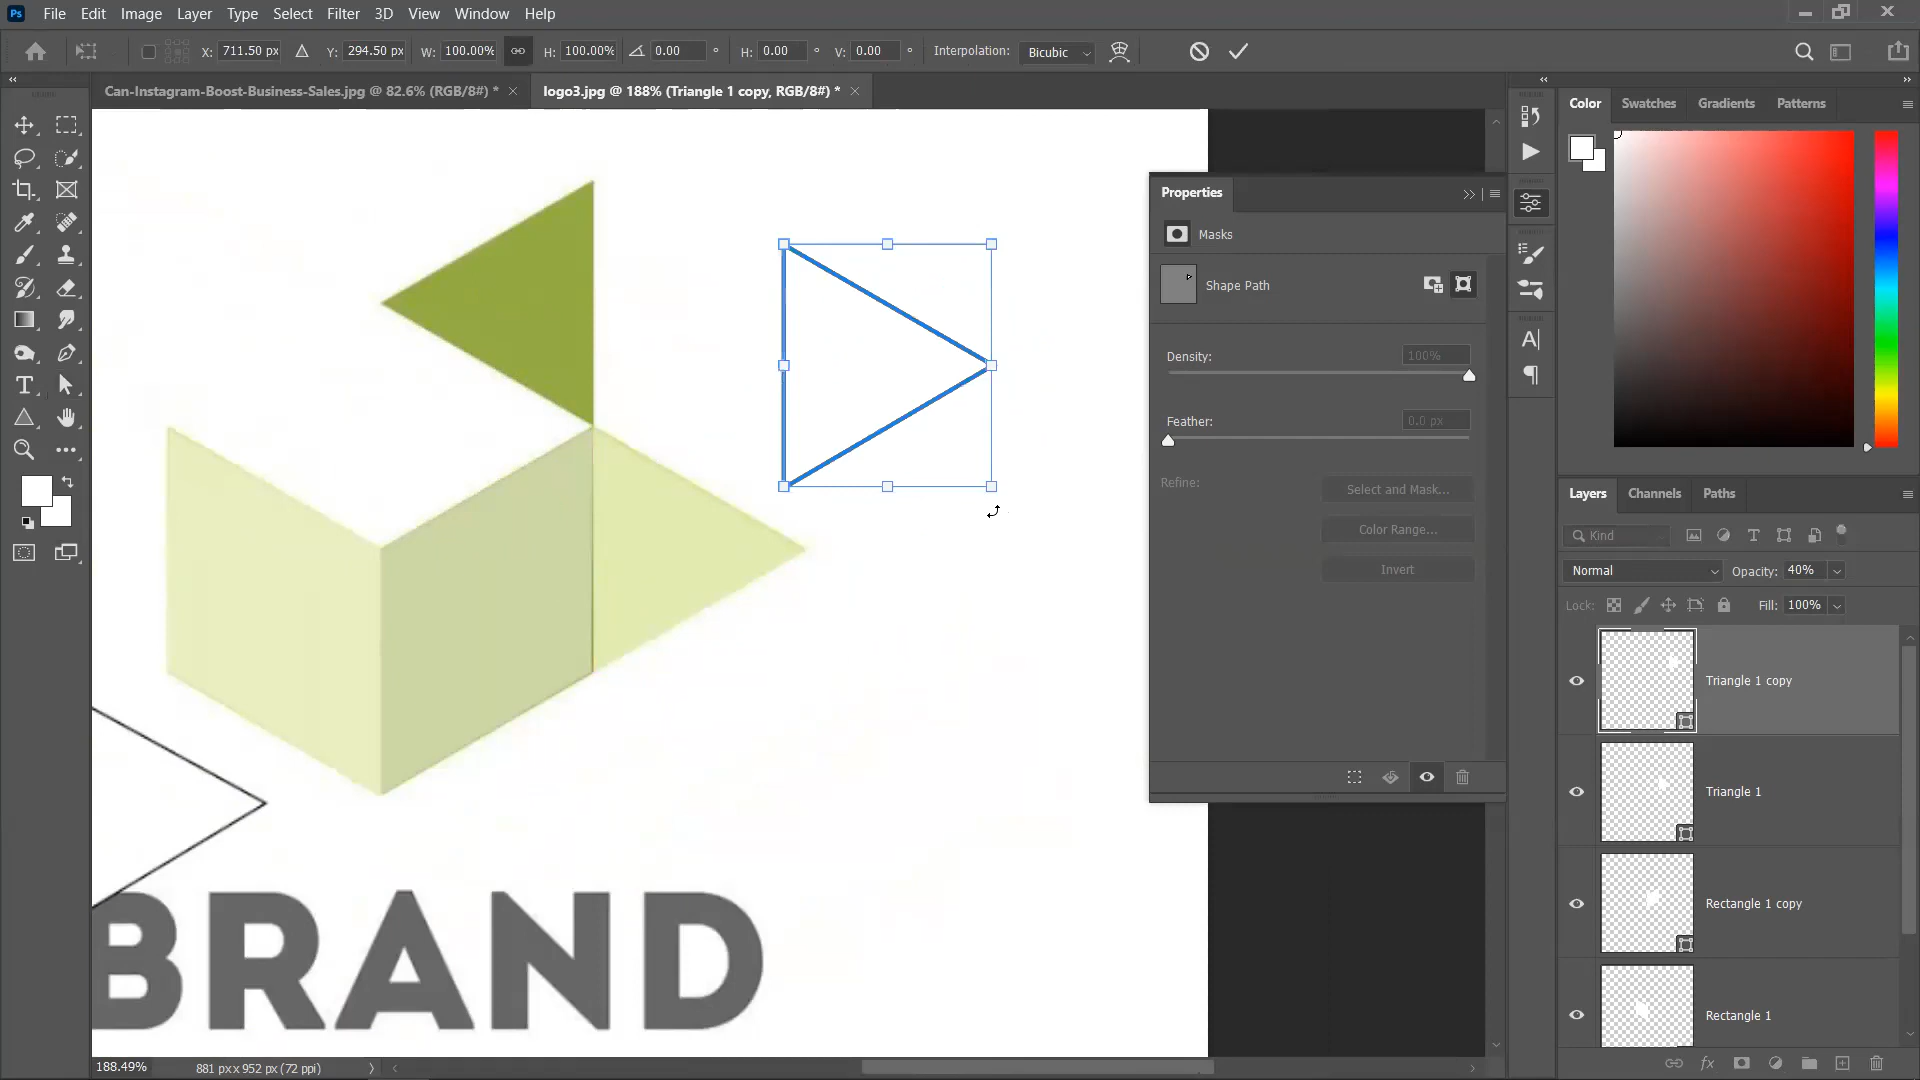 Ps File Edit Image Layer Type Select Filter 3D View Window Help
X: 711.50 px Y: 294.50 px W: 100.00% H: 100.00% 0.00 ° H: 0.00 ° V: 0.00 ° Interpolation: Bicubic
Can-Instagram-Boost-Business-Sales.jpg @ 82.6% (RGB/8#) * logo3.jpg @ 188% (Triangle 1 copy, RGB/8#) *
Color Swatches Gradients Patterns
Properties
Masks
Shape Path
Density: 100%
Feather: 0.0 px
Refine: Select and Mask...
Color Range...
Invert
Layers Channels Paths
Kind
Normal Opacity: 40%
Lock: Fill: 100%
Triangle 1 copy
Triangle 1
Rectangle 1 copy
Rectangle 1
BRAND
188.49% 881 px x 952 px (72 ppi)